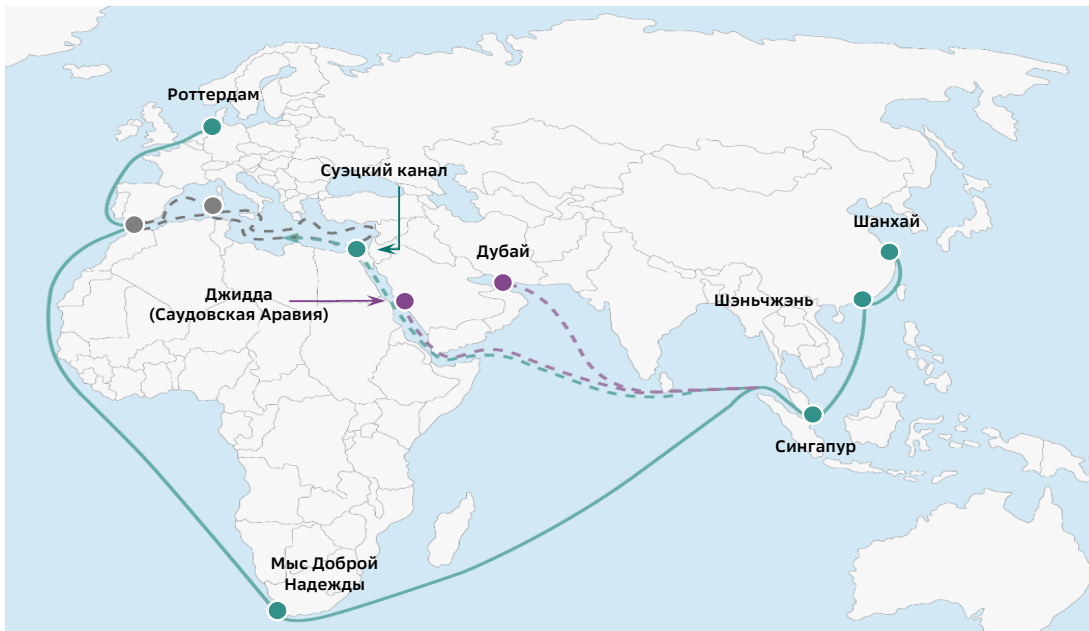 Роттердам
Суэцкий канал
Шанхай
Дубай
Джидда
(Саудовская Аравия)
Шэньчжэнь
Сингапур
Мыс Доброй
Надежды